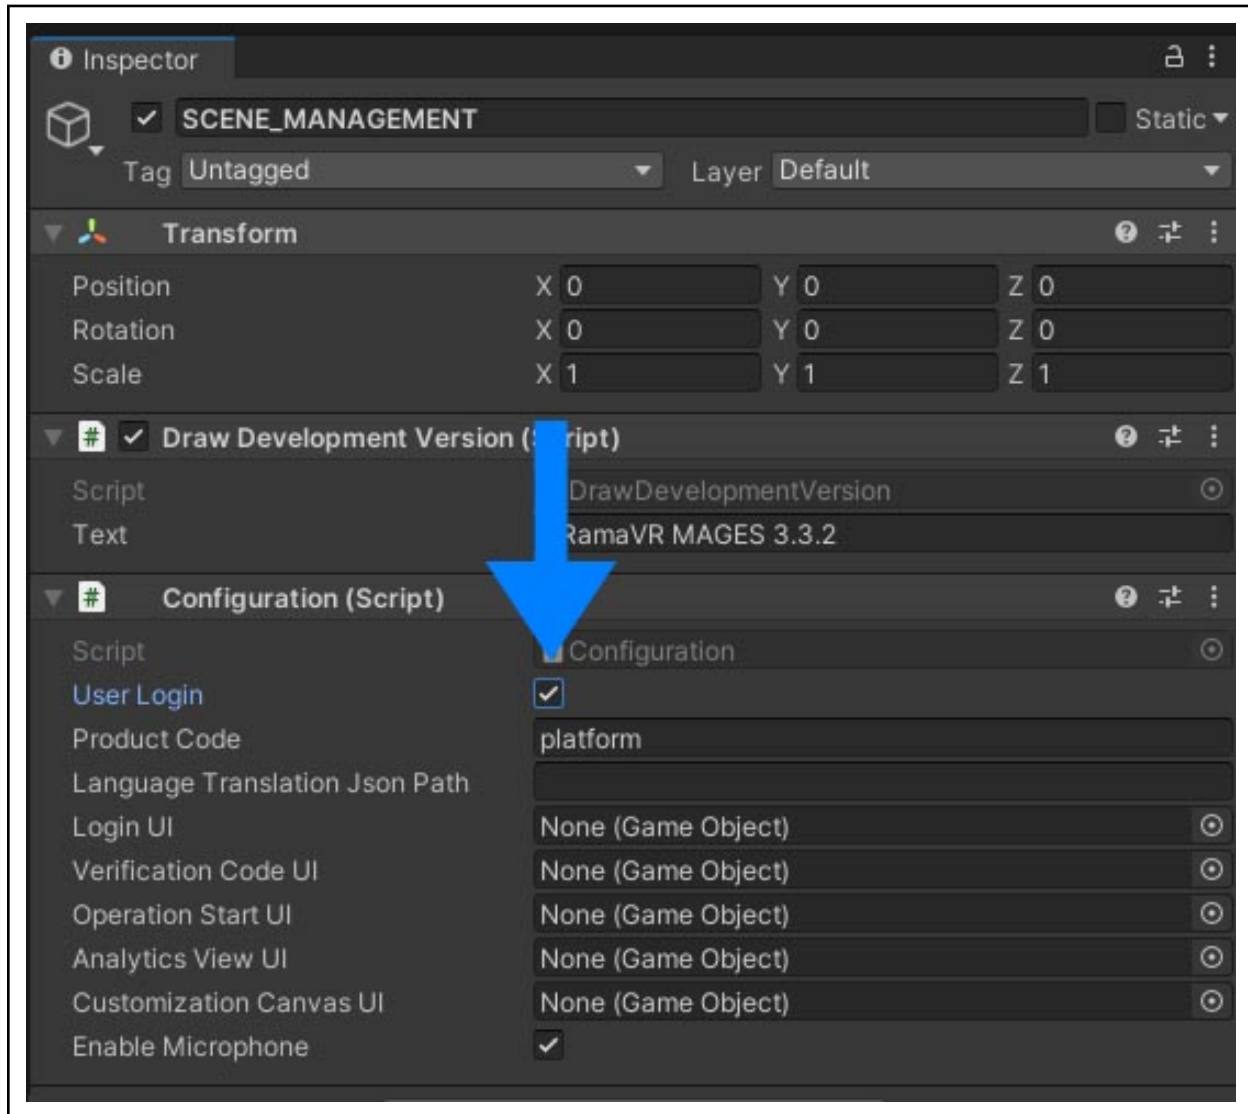 Inspector
SCENE_MANAGEMENT Static
Tag Untagged Layer Default
Transform
Position X 0 Y 0 Z 0
Rotation X 0 Y 0 Z 0
Scale X 1 Y 1 Z 1
# Draw Development Version (Script)
Script DrawDevelopmentVersion
Text RamaVR MAGES 3.3.2
# Configuration (Script)
Script Configuration
User Login
Product Code platform
Language Translation Json Path
Login UI None (Game Object)
Verification Code UI None (Game Object)
Operation Start UI None (Game Object)
Analytics View UI None (Game Object)
Customization Canvas UI None (Game Object)
Enable Microphone